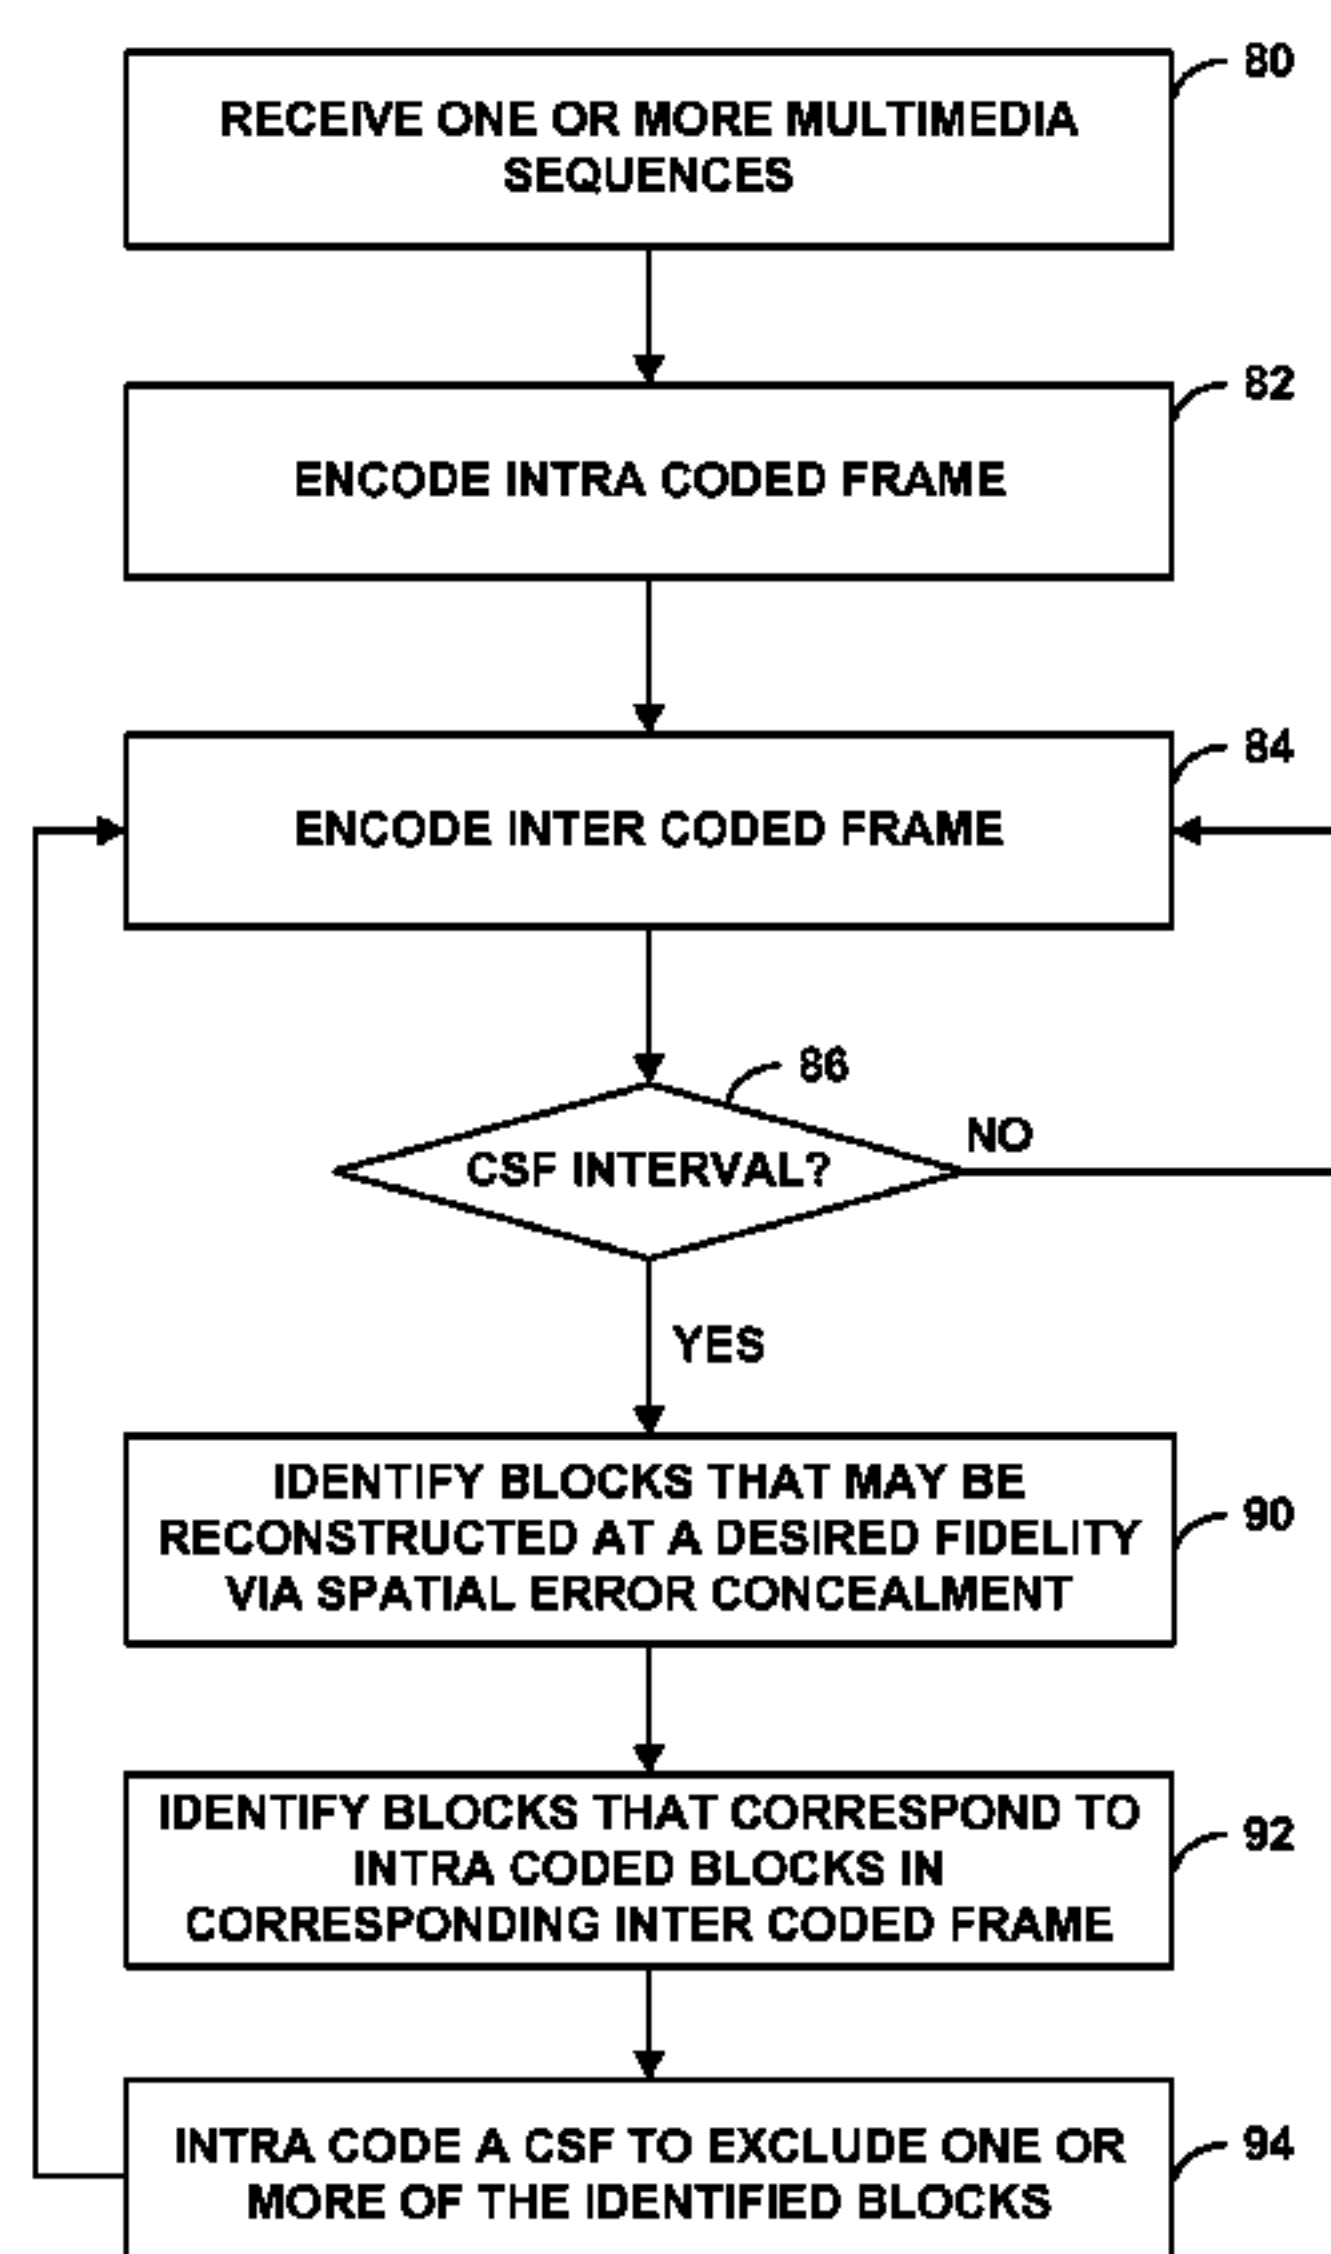 80
RECEIVE ONE OR MORE MULTIMEDIA
SEQUENCES
82
ENCODE INTRA CODED FRAME
84
ENCODE INTER CODED FRAME
86
CSF INTERVAL?
NO
YES
IDENTIFY BLOCKS THAT MAY BE
RECONSTRUCTED AT A DESIRED FIDELITY
VIA SPATIAL ERROR CONCEALMENT
90
IDENTIFY BLOCKS THAT CORRESPOND TO
INTRA CODED BLOCKS IN
CORRESPONDING INTER CODED FRAME
92
INTRA CODE A CSF TO EXCLUDE ONE OR
MORE OF THE IDENTIFIED BLOCKS
94